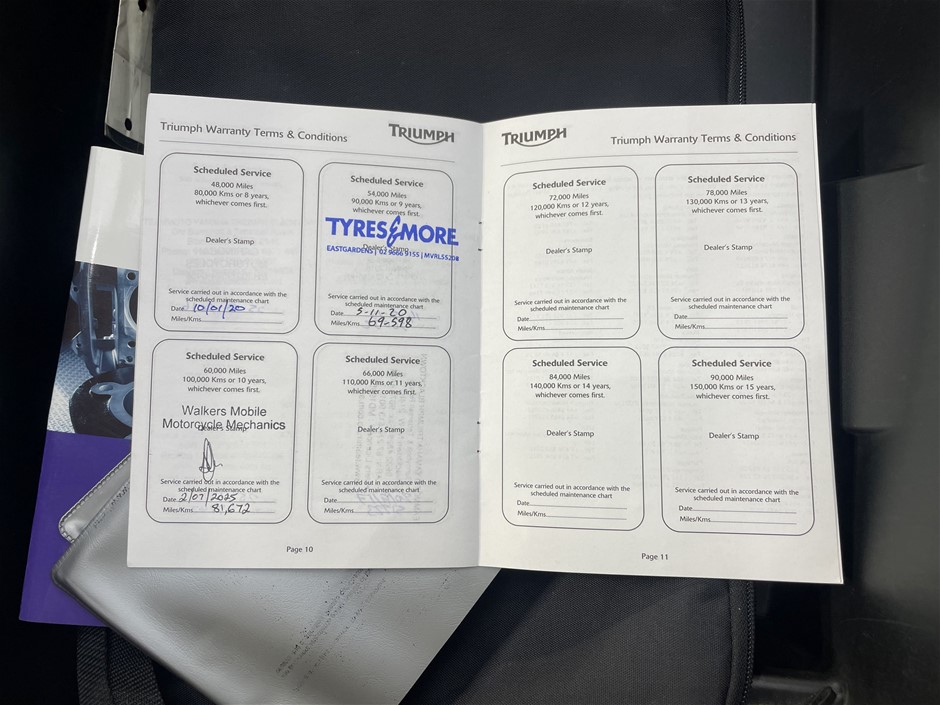 Triumph Warranty Terms & Conditions
TRIUMPH
Scheduled Service
48,000 Miles
80,000 Kms or 8 years,
whichever comes first.
Dealer's Stamp
Service carried out in accordance with the
scheduled maintenance chart
Date 10/01/20
Miles/Kms
Scheduled Service
54,000 Miles
90,000 Kms or 9 years,
whichever comes first.
TYRES&MORE
Dealer's Stamp
EASTGARDENS | 02 9666 9155 | MVRL55208
Service carried out in accordance with the
scheduled maintenance chart
Date 5-11-20
Miles/Kms 69-598
Scheduled Service
60,000 Miles
100,000 Kms or 10 years,
whichever comes first.
Walkers Mobile
Motorcycle Mechanics
Dealer's Stamp
Service carried out in accordance with the
scheduled maintenance chart
Date 2/07/2025
Miles/Kms 81,672
Scheduled Service
66,000 Miles
110,000 Kms or 11 years,
whichever comes first.
Dealer's Stamp
Service carried out in accordance with the
scheduled maintenance chart
Date
Miles/Kms
Page 10
TRIUMPH
Triumph Warranty Terms & Conditions
Scheduled Service
72,000 Miles
120,000 Kms or 12 years,
whichever comes first.
Dealer's Stamp
Service carried out in accordance with the
scheduled maintenance chart
Date
Miles/Kms
Scheduled Service
78,000 Miles
130,000 Kms or 13 years,
whichever comes first.
Dealer's Stamp
Service carried out in accordance with the
scheduled maintenance chart
Date
Miles/Kms
Scheduled Service
84,000 Miles
140,000 Kms or 14 years,
whichever comes first.
Dealer's Stamp
Service carried out in accordance with the
scheduled maintenance chart
Date
Miles/Kms
Scheduled Service
90,000 Miles
150,000 Kms or 15 years,
whichever comes first.
Dealer's Stamp
Service carried out in accordance with the
scheduled maintenance chart
Date
Miles/Kms
Page 11